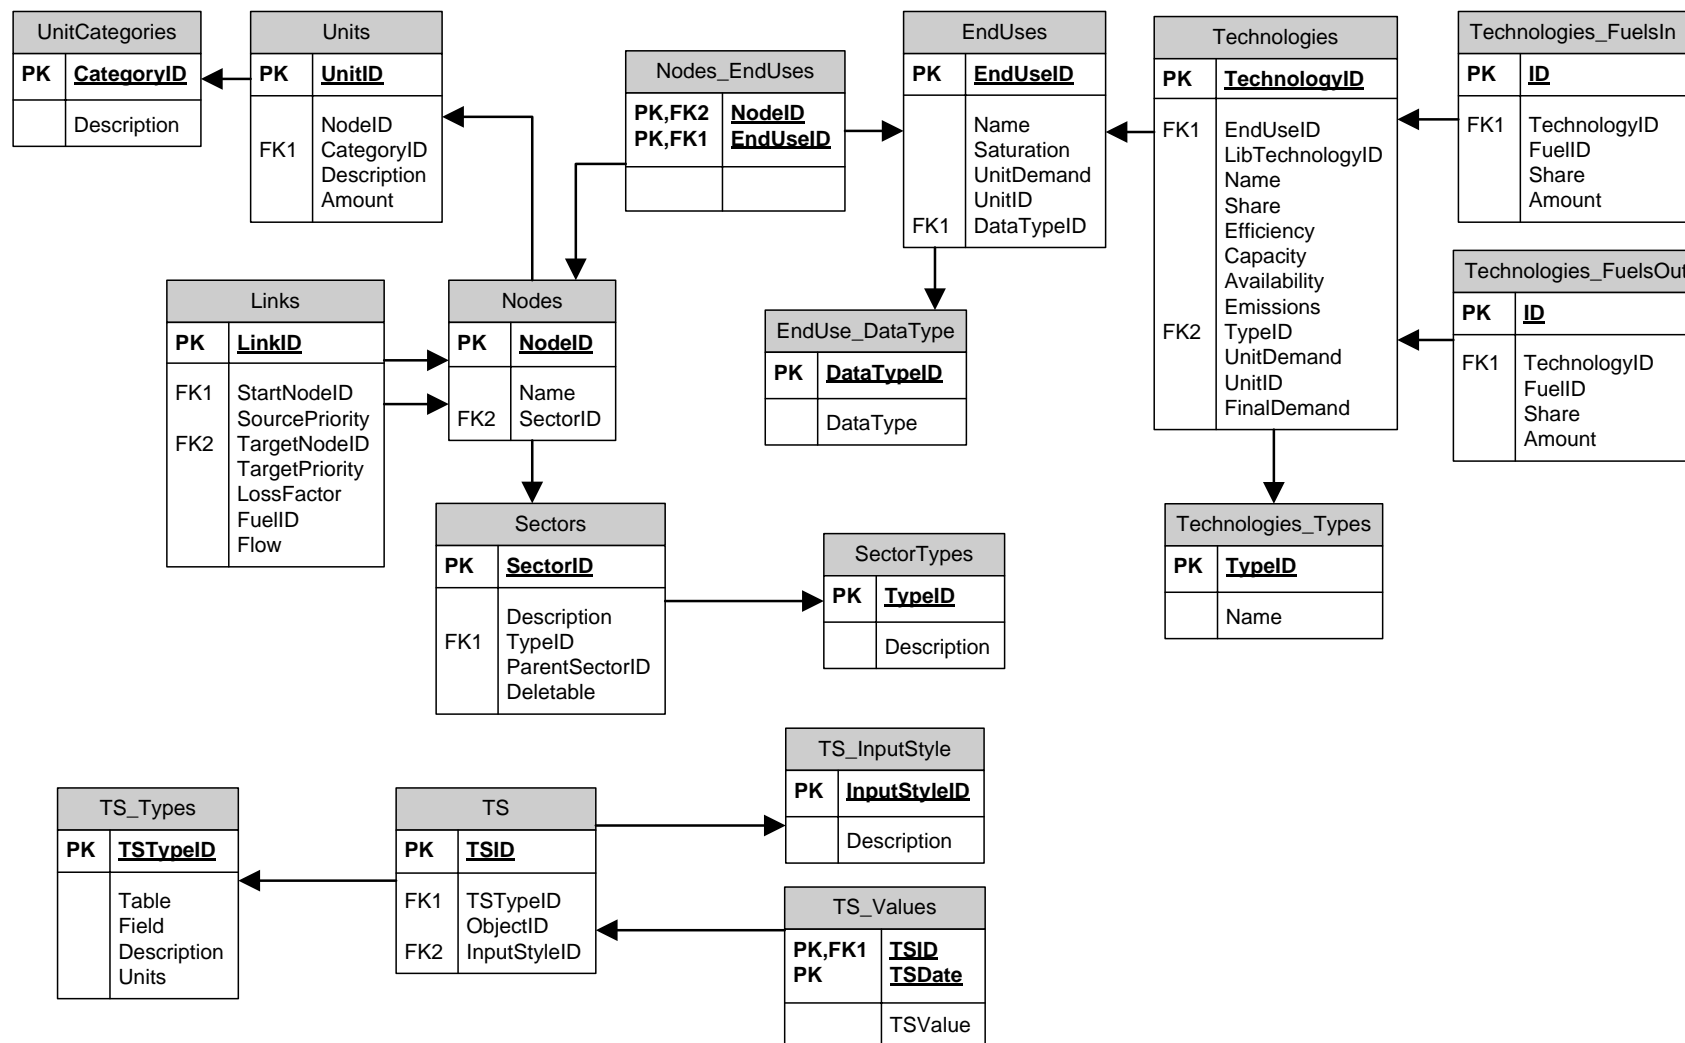 UnitCategories
PK CategoryID
Description
Units
PK UnitID
NodeID
FK1 CategoryID
Description
Amount
Nodes_EndUses
PK,FK2 NodeID
PK,FK1 EndUseID
EndUses
PK EndUseID
Name
Saturation
UnitDemand
UnitID
FK1 DataTypeID
Technologies
PK TechnologyID
FK1 EndUseID
LibTechnologyID
Name
Share
Efficiency
Capacity
Availability
Emissions
FK2 TypeID
UnitDemand
UnitID
FinalDemand
Technologies_FuelsIn
PK ID
FK1 TechnologyID
FuelID
Share
Amount
Technologies_FuelsOut
PK ID
FK1 TechnologyID
FuelID
Share
Amount
Links
PK LinkID
FK1 StartNodeID
SourcePriority
FK2 TargetNodeID
TargetPriority
LossFactor
FuelID
Flow
Nodes
PK NodeID
Name
FK2 SectorID
EndUse_DataType
PK DataTypeID
DataType
Sectors
PK SectorID
Description
FK1 TypeID
ParentSectorID
Deletable
SectorTypes
PK TypeID
Description
Technologies_Types
PK TypeID
Name
TS_Types
PK TSTypeID
Table
Field
Description
Units
TS
PK TSID
FK1 TSTypeID
ObjectID
FK2 InputStyleID
TS_InputStyle
PK InputStyleID
Description
TS_Values
PK,FK1 TSID
PK TSDate
TSValue